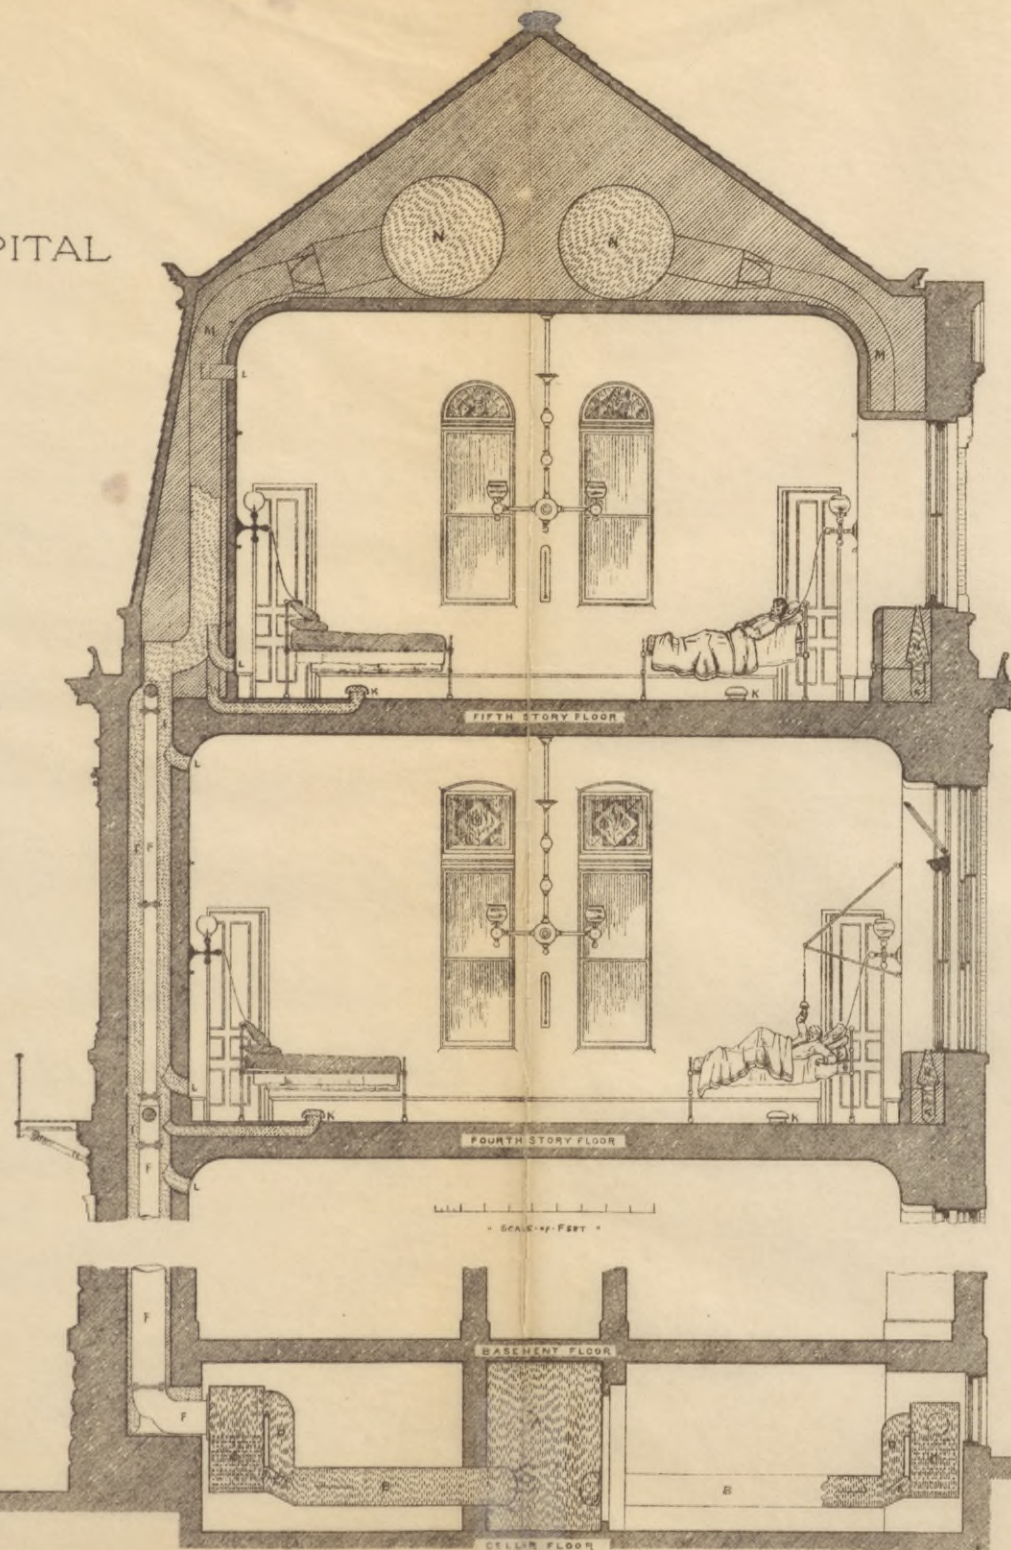 PITAL
N N
M
M
L
L
K
K
FIFTH STORY FLOOR
L
F
L
K
K
FOURTH STORY FLOOR
F
L
SCALE of FEET
F
BASEMENT FLOOR
F
A
B
B
B
B
CELLAR FLOOR